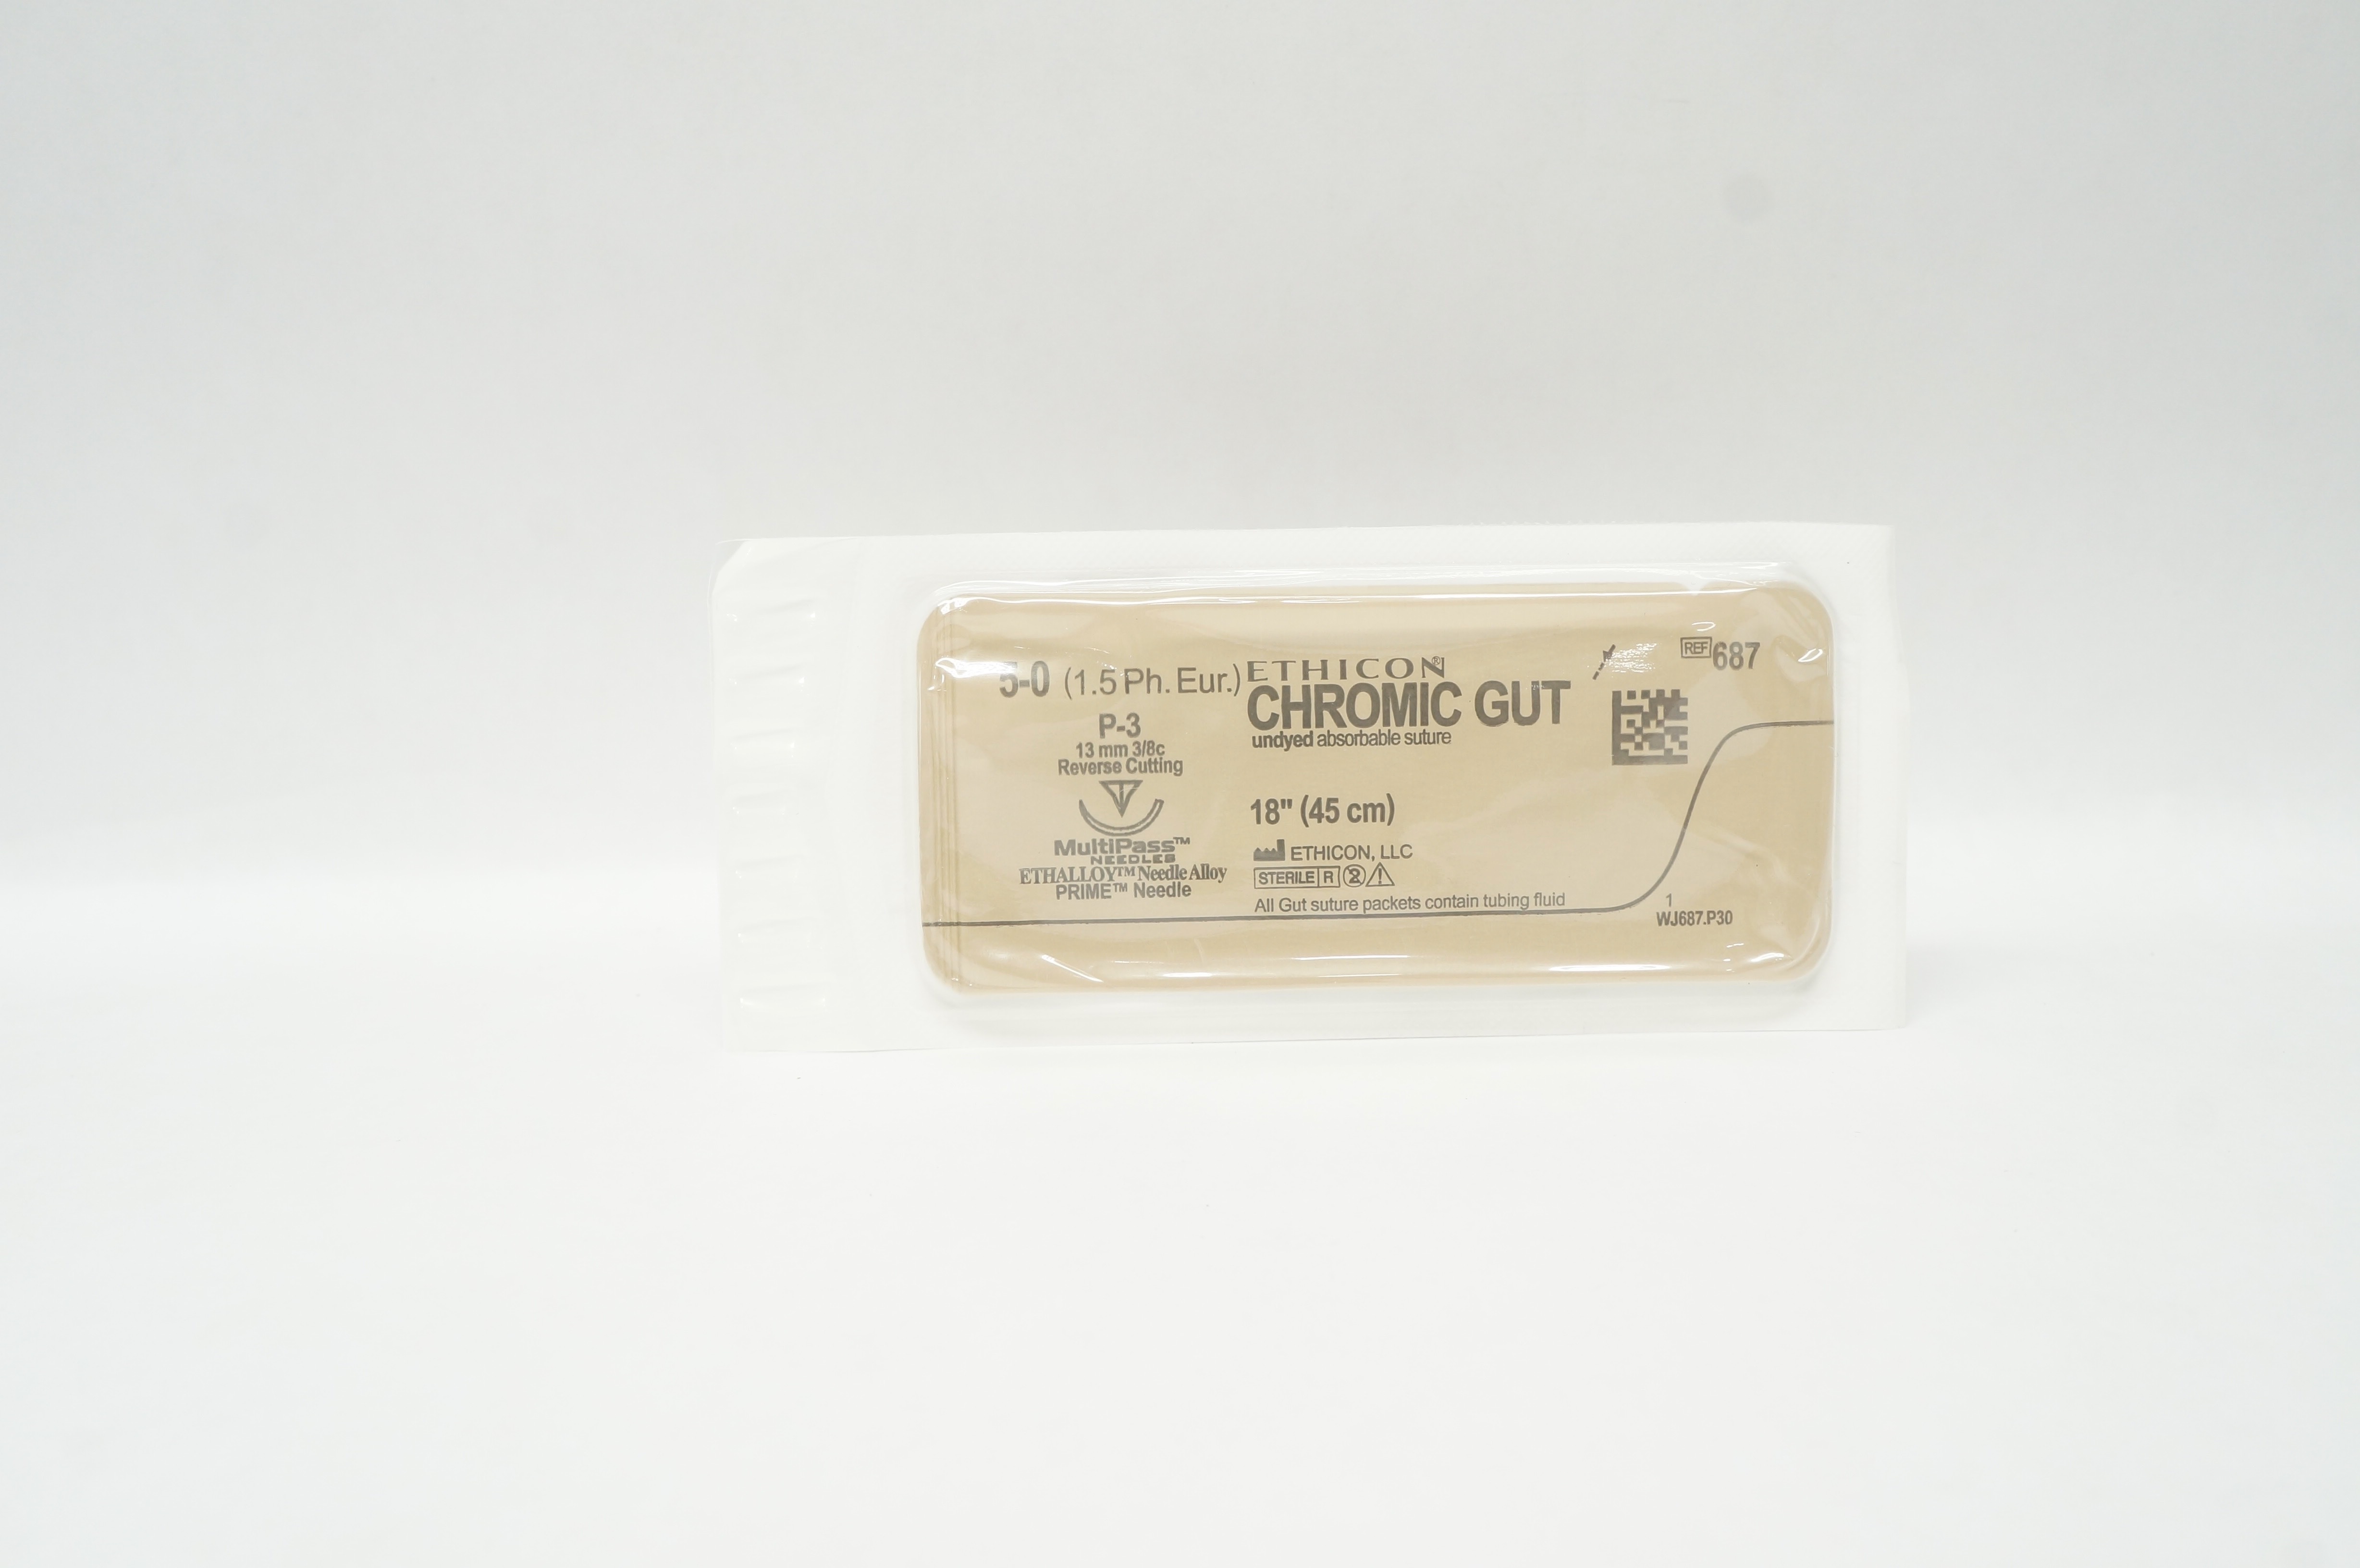 5-0 (1.5 Ph. Eur.)
P-3
13 mm 3/8c
Reverse Cutting
MultiPass™
NEEDLES
ETHALLOY™ Needle Alloy
PRIME™ Needle
ETHICON®
CHROMIC GUT
undyed absorbable suture
18" (45 cm)
ETHICON, LLC
STERILE R 2
All Gut suture packets contain tubing fluid
REF 687
1
WJ687.P30